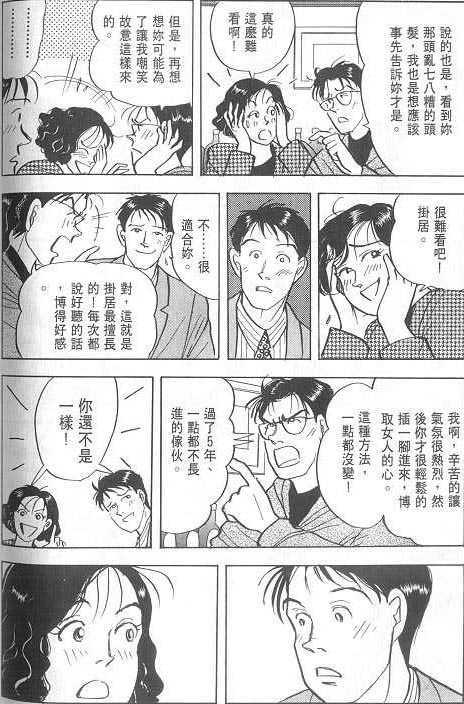 說的也是，看到妳
那頭亂七八糟的頭
髮，我也是想應該
事先告訴妳才是。
真的
這麼難
看啊！
………
但是，再想
想妳可能為
了讓我嘲笑
故意這樣來
的。
很難看吧！
掛居。
不……很
適合妳。
對，這就是
掛居最擅長
的！每次都
說好聽的話
，博得好感
。
我啊，辛苦的讓
氣氛很熱烈，然
後你才很輕鬆的
插一腳進來，博
取女人的心。
這種方法，
一點都沒變！
過了5年、
一點都不長
進的傢伙。
你還不是
一樣！